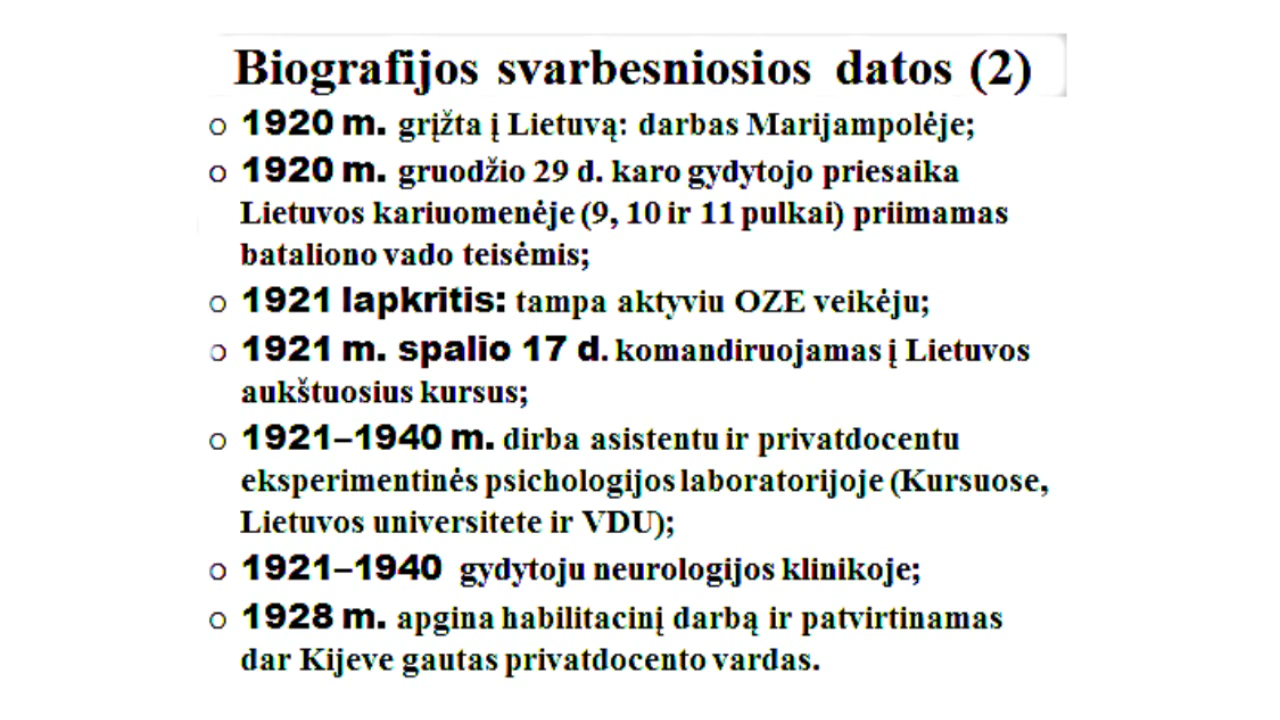 Biografijos svarbesniosios datos (2)
o 1920 m. grįžta į Lietuvą: darbas Marijampolėje;
o 1920 m. gruodžio 29 d. karo gydytojo priesaika
Lietuvos kariuomenėje (9, 10 ir 11 pulkai) priimamas
bataliono vado teisėmis;
o 1921 lapkritis: tampa aktyviu OZE veikėju;
o 1921 m. spalio 17 d. komandiruojamas į Lietuvos
aukštuosius kursus;
o 1921–1940 m. dirba asistentu ir privatdocentu
eksperimentinės psichologijos laboratorijoje (Kursuose,
Lietuvos universitete ir VDU);
o 1921–1940 gydytoju neurologijos klinikoje;
o 1928 m. apgina habilitacinį darbą ir patvirtinamas
dar Kijeve gautas privatdocento vardas.